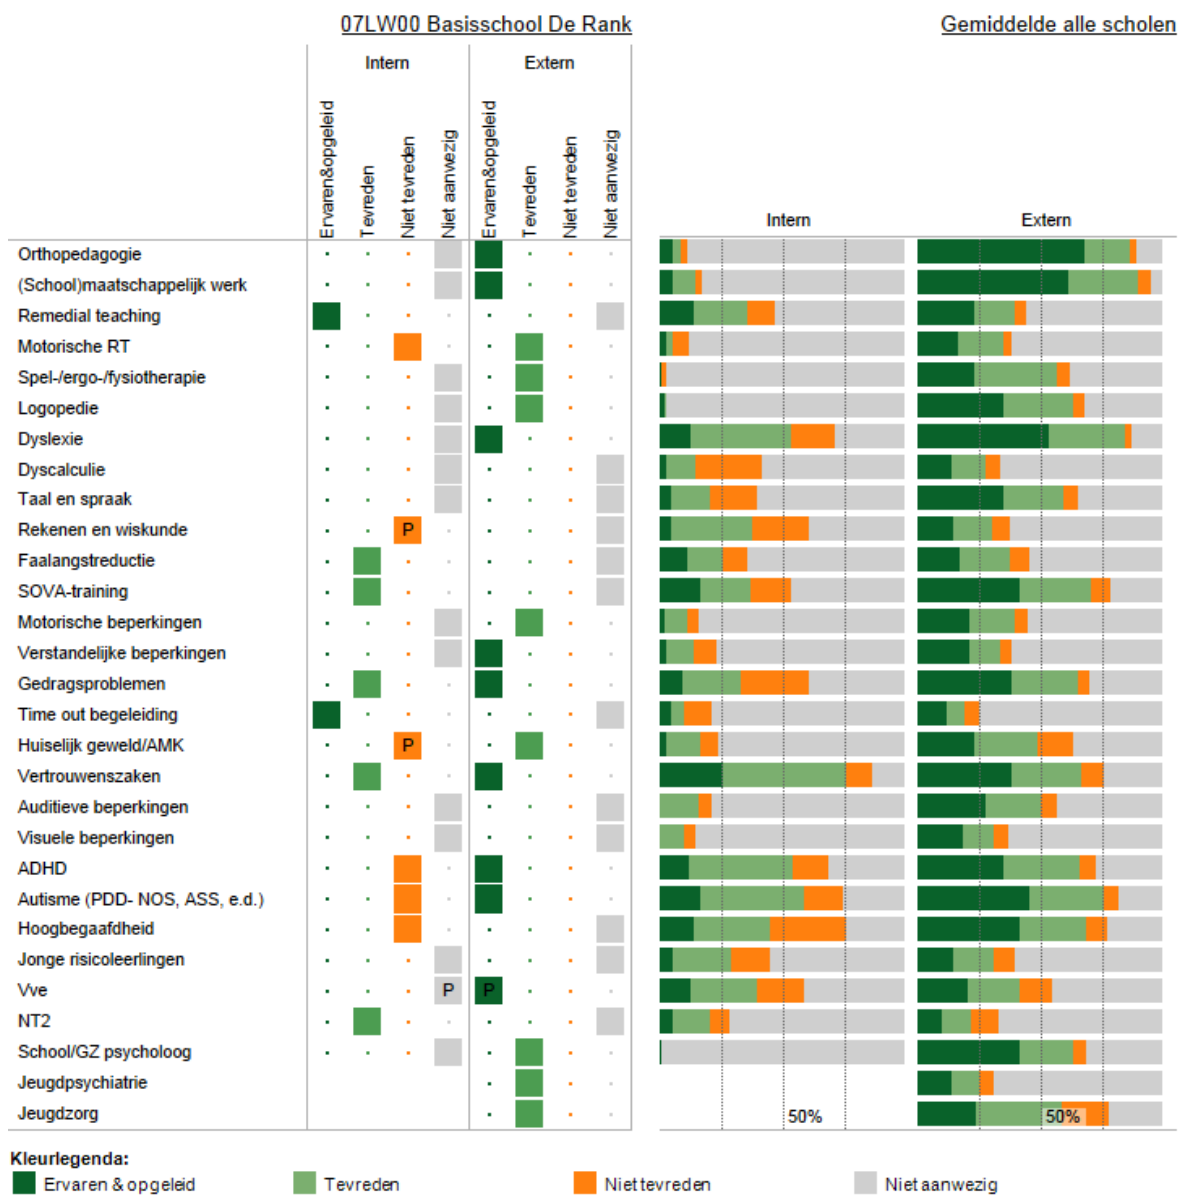 07LW00 Basisschool De Rank
Gemiddelde alle scholen
Intern
Extern
Ervaren&opgeleid
Tevreden
Niet tevreden
Niet aanwezig
Ervaren&opgeleid
Tevreden
Niet tevreden
Niet aanwezig
Intern
Extern
Orthopedagogie
(School)maatschappelijk werk
Remedial teaching
Motorische RT
Spel-/ergo-/fysiotherapie
Logopedie
Dyslexie
Dyscalculie
Taal en spraak
Rekenen en wiskunde P
Faalangstreductie
SOVA-training
Motorische beperkingen
Verstandelijke beperkingen
Gedragsproblemen
Time out begeleiding
Huiselijk geweld/AMK P
Vertrouwenszaken
Auditieve beperkingen
Visuele beperkingen
ADHD
Autisme (PDD- NOS, ASS, e.d.)
Hoogbegaafdheid
Jonge risicoleerlingen
Vve P P
NT2
School/GZ psycholoog
Jeugdpsychiatrie
Jeugdzorg
50% 50%
Kleurlegenda:
Ervaren & opgeleid Tevreden Niet tevreden Niet aanwezig